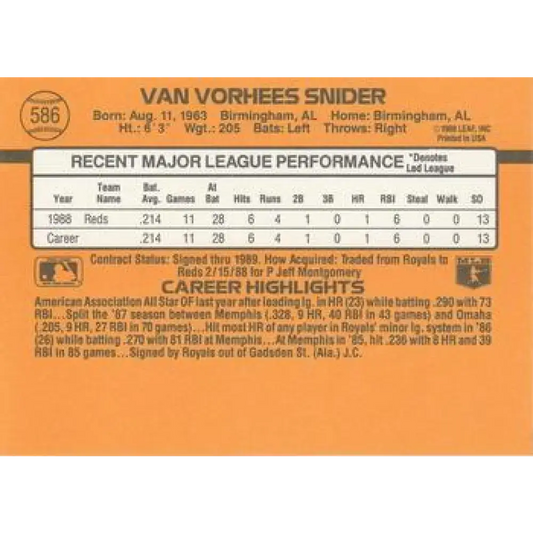 586
VAN VORHEES SNIDER
Born: Aug. 11, 1963 Birmingham, AL Home: Birmingham, AL
Ht.: 6'3" Wgt.: 205 Bats: Left Throws: Right
© 1988 LEAF, INC
Printed in USA
RECENT MAJOR LEAGUE PERFORMANCE *Denotes Led League
Year Team Name Bat. Avg. Games At Bat Hits Runs 2B 3B HR RBI Steal Walk SO
1988 Reds .214 11 28 6 4 1 0 1 6 0 0 13
Career .214 11 28 6 4 1 0 1 6 0 0 13
Contract Status: Signed thru 1989. How Acquired: Traded from Royals to
Reds 2/15/88 for P Jeff Montgomery
MLB
CAREER HIGHLIGHTS
American Association All Star OF last year after leading lg. in HR (23) while batting .290 with 73
RBI...Split the '87 season between Memphis (.328, 9 HR, 40 RBI in 43 games) and Omaha
(.205, 9 HR, 27 RBI in 70 games)...Hit most HR of any player in Royals' minor lg. system in '86
(26) while batting .270 with 81 RBI at Memphis...At Memphis in '85, hit .236 with 8 HR and 39
RBI in 85 games...Signed by Royals out of Gadsden St. (Ala.) J.C.